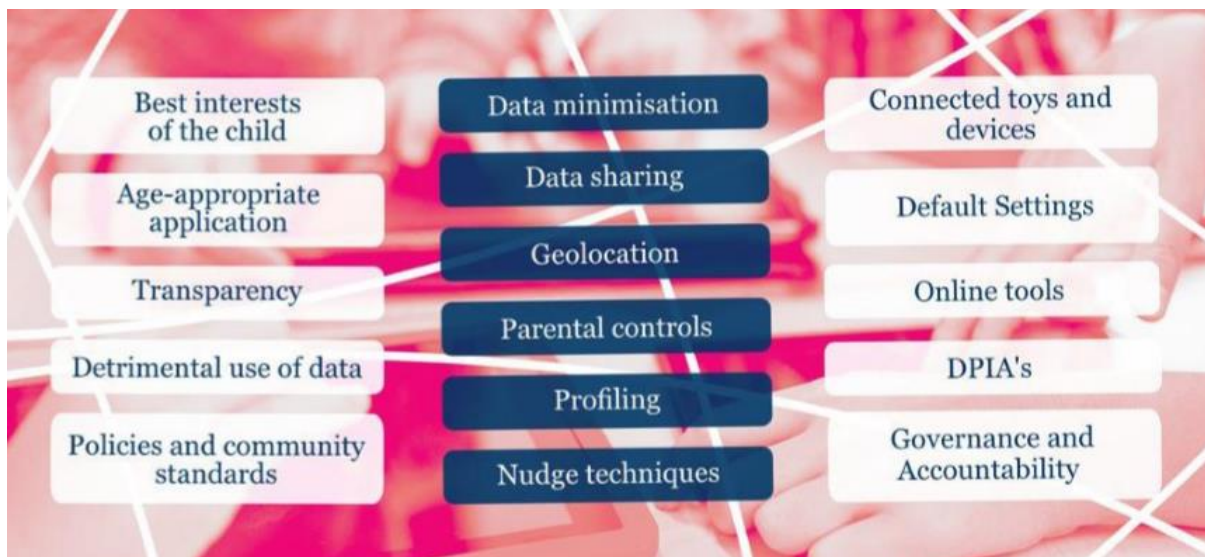 Best interests
of the child
Age-appropriate
application
Transparency
Detrimental use of data
Policies and community
standards
Data minimisation
Data sharing
Geolocation
Parental controls
Profiling
Nudge techniques
Connected toys and
devices
Default Settings
Online tools
DPIA's
Governance and
Accountability